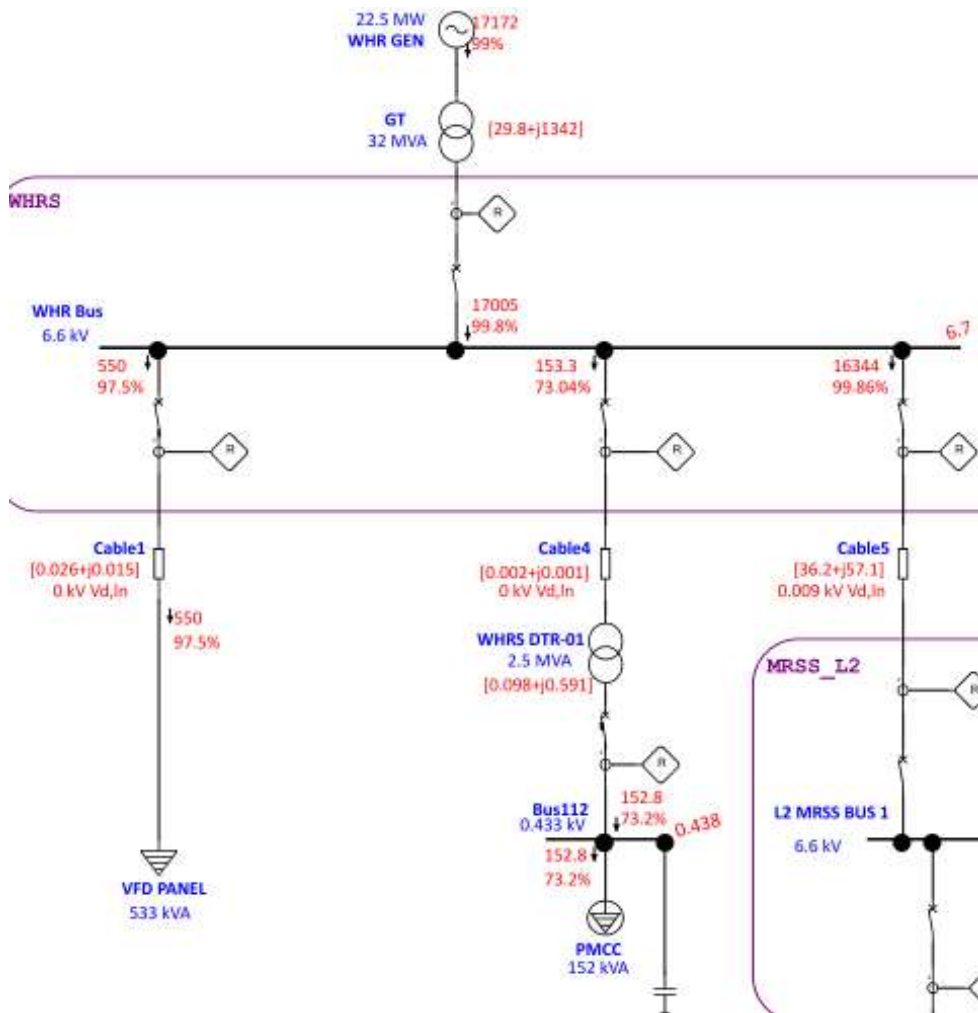 22.5 MW
WHR GEN
17172
99%
GT
32 MVA
[29.8+j1342]
WHRS
R
WHR Bus
6.6 kV
17005
99.8%
6.7
550
97.5%
153.3
73.04%
16344
99.86%
R
R
R
Cable1
[0.026+j0.015]
0 kV Vd,ln
Cable4
[0.002+j0.001]
0 kV Vd,ln
Cable5
[36.2+j57.1]
0.009 kV Vd,ln
550
97.5%
WHRS DTR-01
2.5 MVA
[0.098+j0.591]
MRSS_L2
R
R
Bus112
0.433 kV
152.8
73.2%
0.438
L2 MRSS BUS 1
6.6 kV
152.8
73.2%
VFD PANEL
533 kVA
PMCC
152 kVA